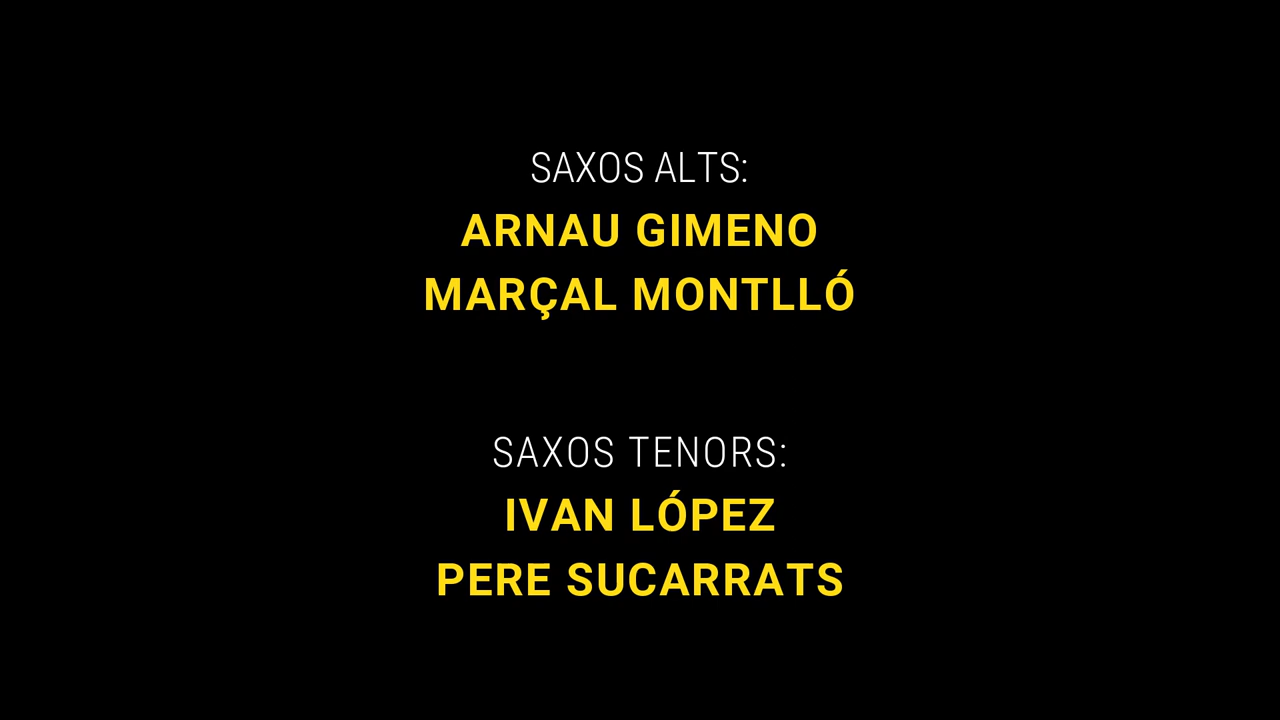 SAXOS ALTS:
ARNAU GIMENO
MARÇAL MONTLLÓ
SAXOS TENORS:
IVAN LÓPEZ
PERE SUCARRATS